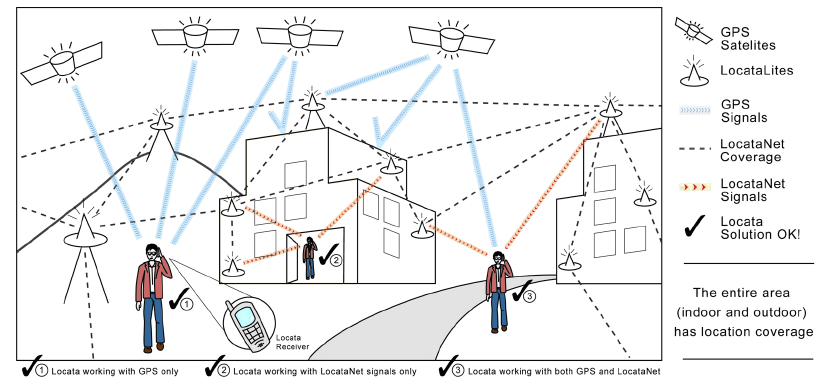 GPS
Satelites
LocataLites
GPS
Signals
LocataNet
Coverage
LocataNet
Signals
Locata
Solution OK!
The entire area
(indoor and outdoor)
has location coverage
1
2
3
Locata
Receiver
1 Locata working with GPS only
2 Locata working with LocataNet signals only
3 Locata working with both GPS and LocataNet